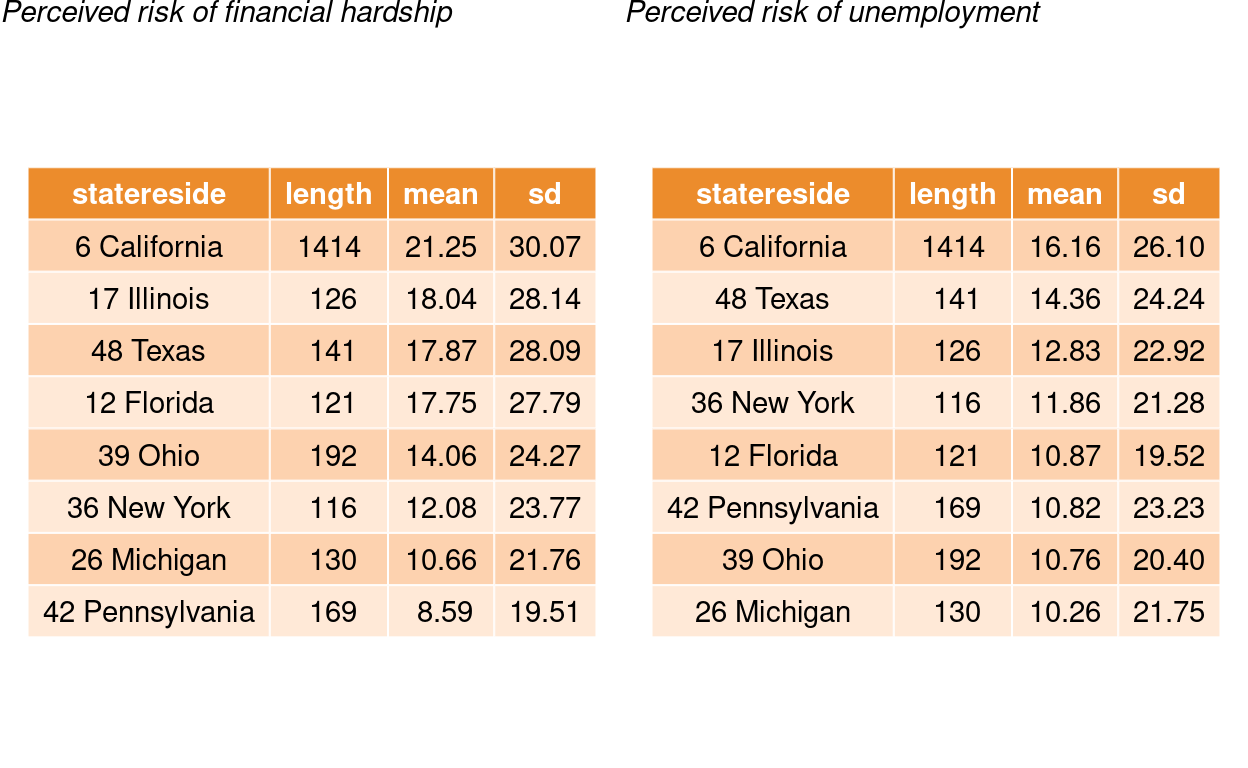 Perceived risk of financial hardship
statereside length mean sd
6 California 1414 21.25 30.07
17 Illinois 126 18.04 28.14
48 Texas 141 17.87 28.09
12 Florida 121 17.75 27.79
39 Ohio 192 14.06 24.27
36 New York 116 12.08 23.77
26 Michigan 130 10.66 21.76
42 Pennsylvania 169 8.59 19.51
Perceived risk of unemployment
statereside length mean sd
6 California 1414 16.16 26.10
48 Texas 141 14.36 24.24
17 Illinois 126 12.83 22.92
36 New York 116 11.86 21.28
12 Florida 121 10.87 19.52
42 Pennsylvania 169 10.82 23.23
39 Ohio 192 10.76 20.40
26 Michigan 130 10.26 21.75